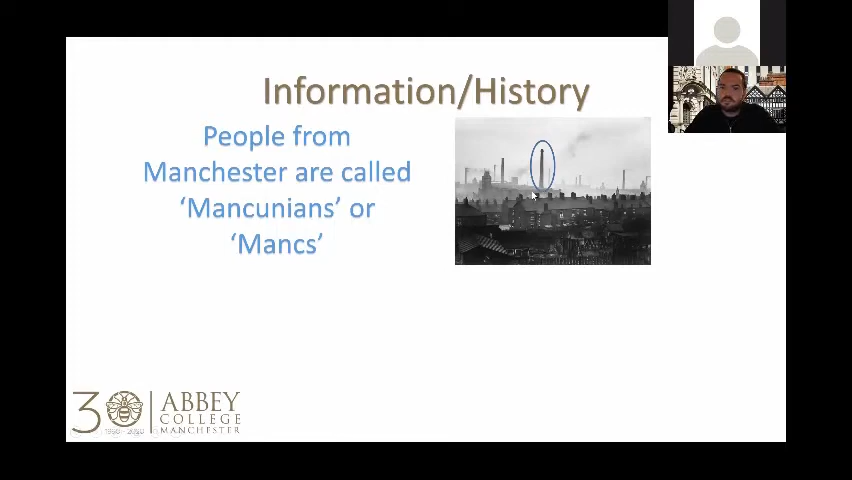 Information/History
People from
Manchester are called
‘Mancunians’ or
‘Mancs’
30
1990 - 2020
ABBEY
COLLEGE
MANCHESTER